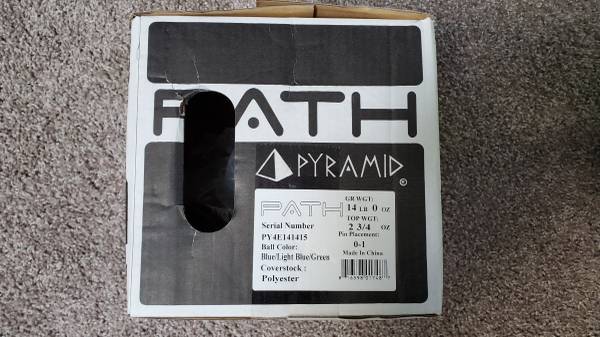 PATH
PYRAMID ®
PATH
Serial Number
PY4E141415
Ball Color:
Blue/Light Blue/Green
Coverstock :
Polyester
GR WGT:
14 LB 0 OZ
TOP WGT:
2 3/4 OZ
Pin Placement:
0-1
Made In China